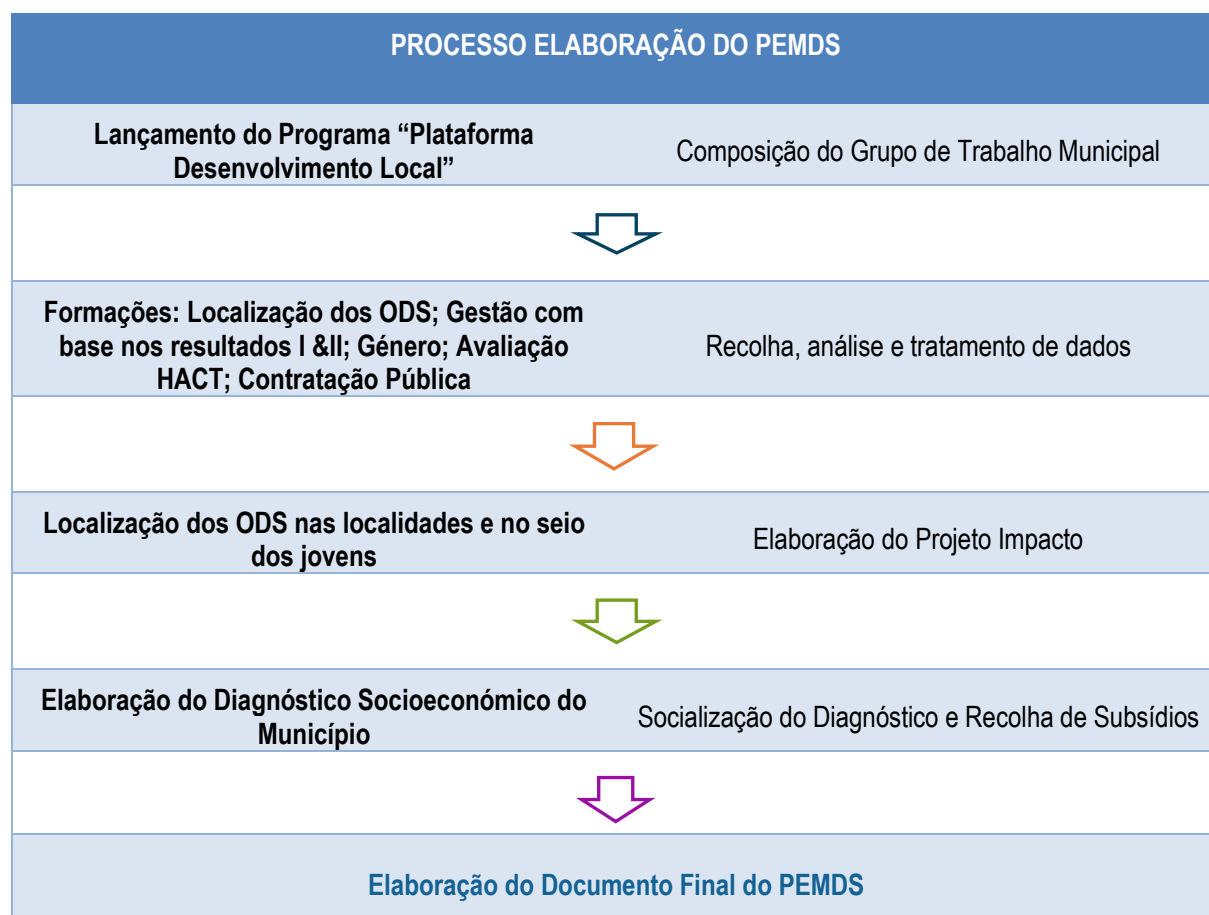 PROCESSO ELABORAÇÃO DO PEMDS
Lançamento do Programa “Plataforma
Desenvolvimento Local”
Composição do Grupo de Trabalho Municipal
Formações: Localização dos ODS; Gestão com
base nos resultados I &II; Género; Avaliação
HACT; Contratação Pública
Recolha, análise e tratamento de dados
Localização dos ODS nas localidades e no seio
dos jovens
Elaboração do Projeto Impacto
Elaboração do Diagnóstico Socioeconómico do
Município
Socialização do Diagnóstico e Recolha de Subsídios
Elaboração do Documento Final do PEMDS